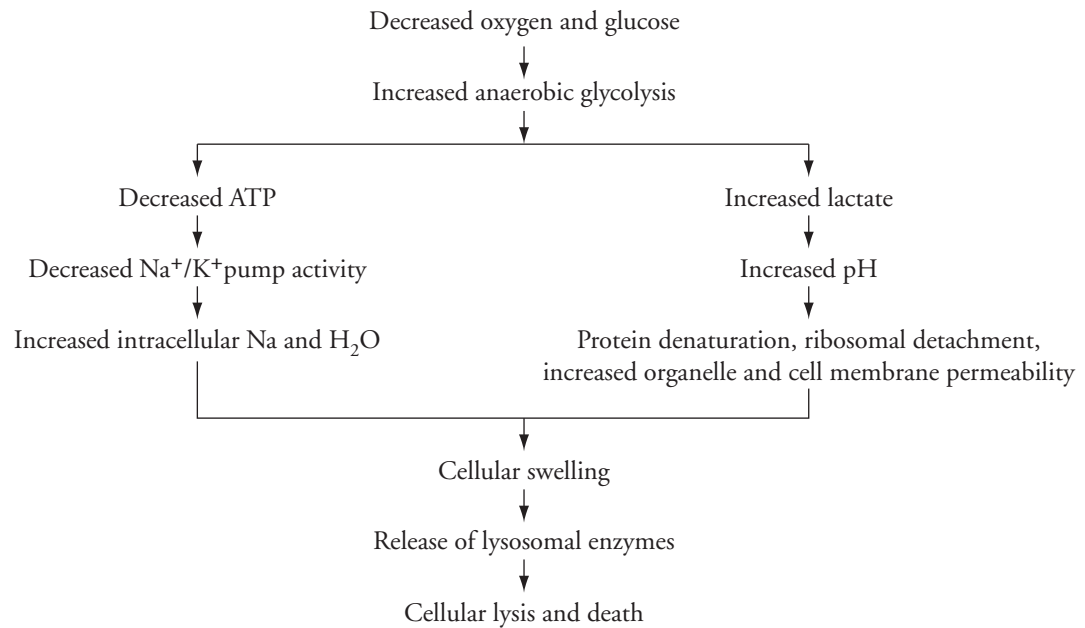 Decreased oxygen and glucose
Increased anaerobic glycolysis
Decreased ATP
Increased lactate
Decreased Na⁺/K⁺pump activity
Increased pH
Increased intracellular Na and H₂O
Protein denaturation, ribosomal detachment,
increased organelle and cell membrane permeability
Cellular swelling
Release of lysosomal enzymes
Cellular lysis and death